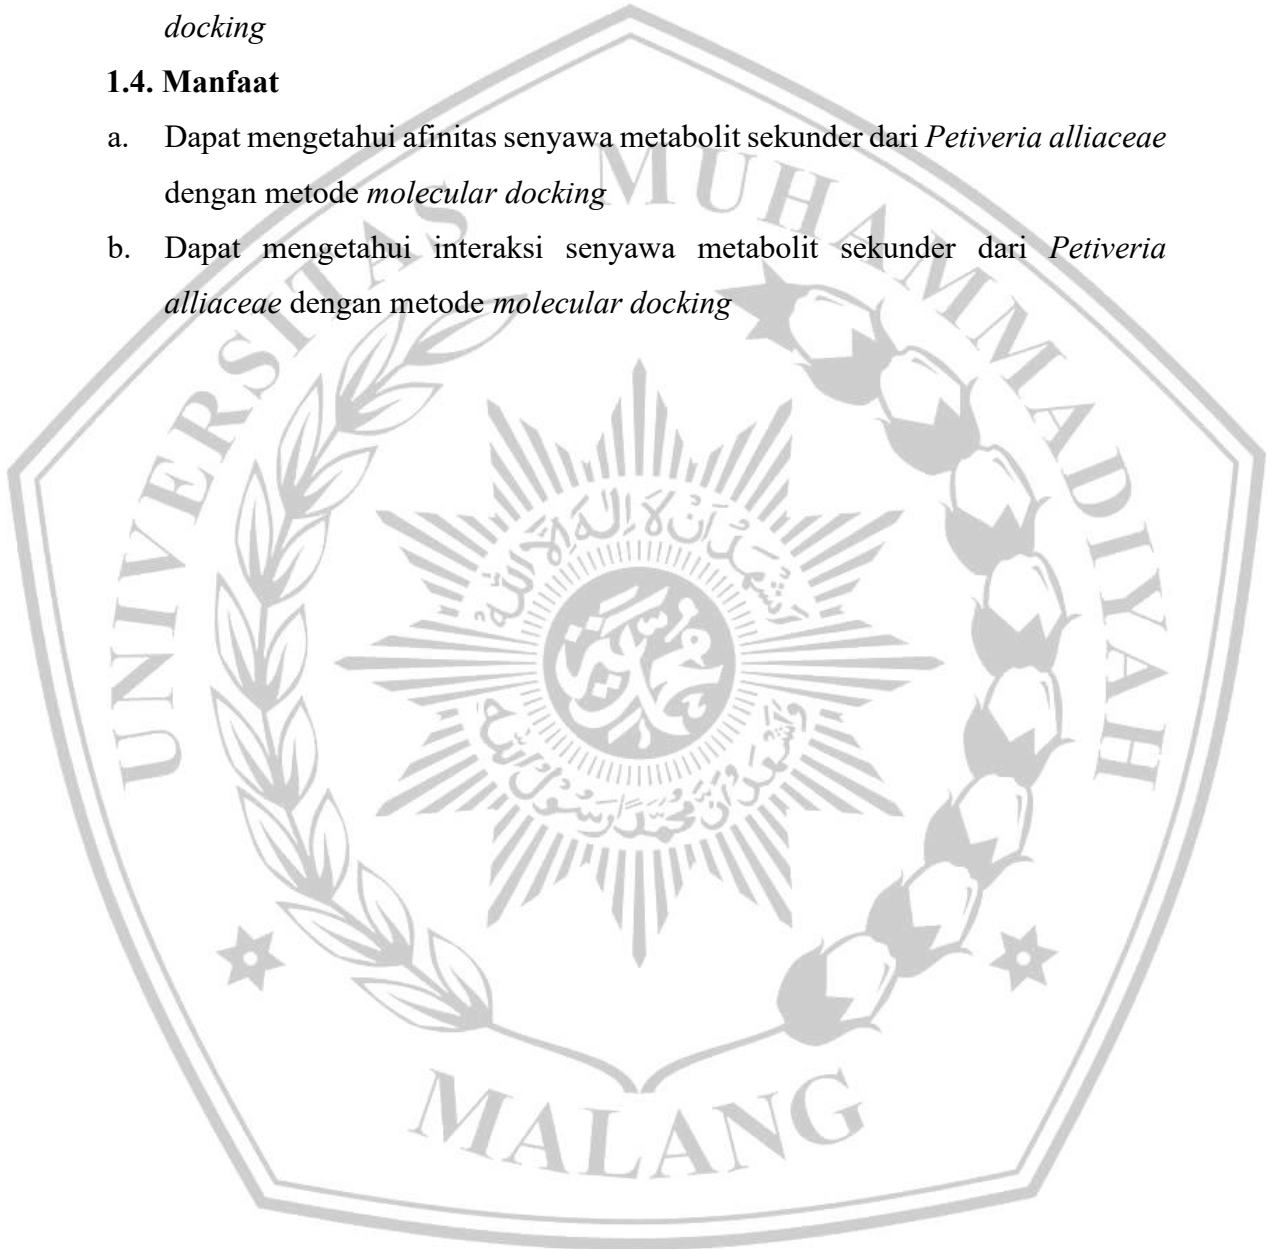 docking
1.4. Manfaat
a. Dapat mengetahui afinitas senyawa metabolit sekunder dari Petiveria alliaceae
dengan metode molecular docking
b. Dapat mengetahui interaksi senyawa metabolit sekunder dari Petiveria
alliaceae dengan metode molecular docking
UNIVERSITAS MUHAMMADIYAH
MALANG